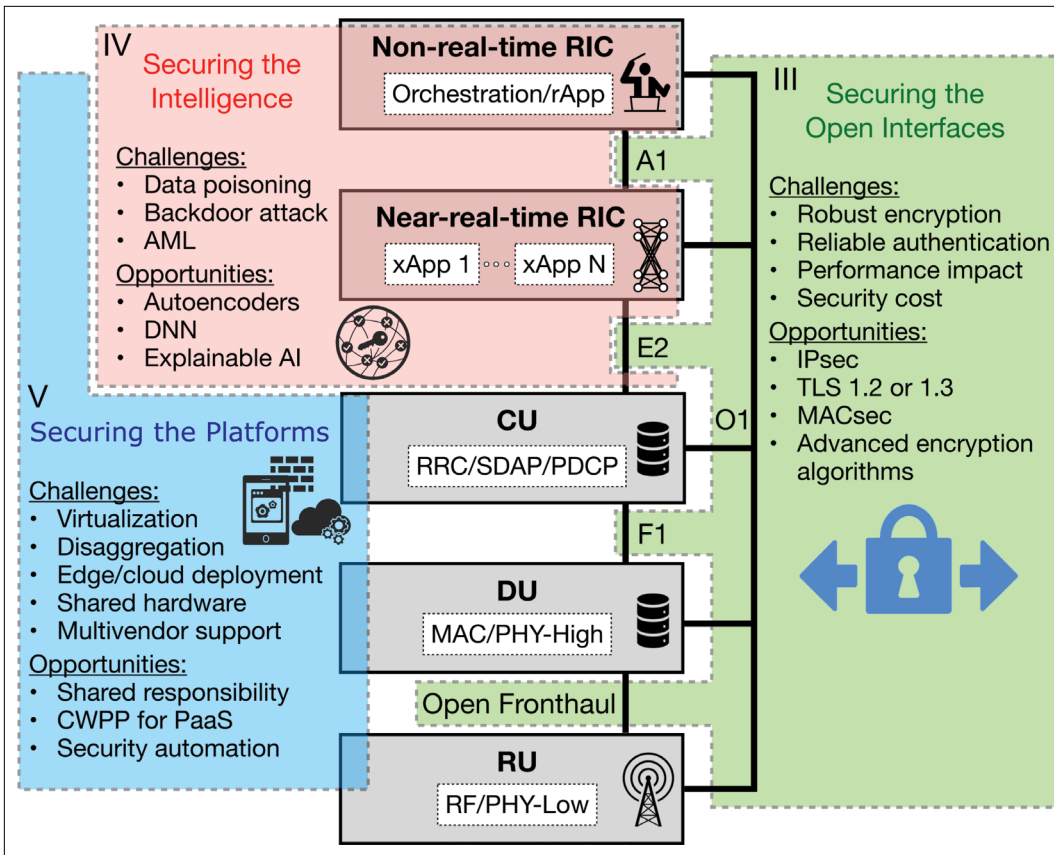 IV
Securing the
Intelligence
Challenges:
• Data poisoning
• Backdoor attack
• AML
Opportunities:
• Autoencoders
• DNN
• Explainable AI
V
Securing the Platforms
Challenges:
• Virtualization
• Disaggregation
• Edge/cloud deployment
• Shared hardware
• Multivendor support
Opportunities:
• Shared responsibility
• CWPP for PaaS
• Security automation
Non-real-time RIC
Orchestration/rApp
A1
Near-real-time RIC
xApp 1 ···· xApp N
E2
CU
RRC/SDAP/PDCP
O1
F1
DU
MAC/PHY-High
Open Fronthaul
RU
RF/PHY-Low
III
Securing the
Open Interfaces
Challenges:
• Robust encryption
• Reliable authentication
• Performance impact
• Security cost
Opportunities:
• IPsec
• TLS 1.2 or 1.3
• MACsec
• Advanced encryption
algorithms